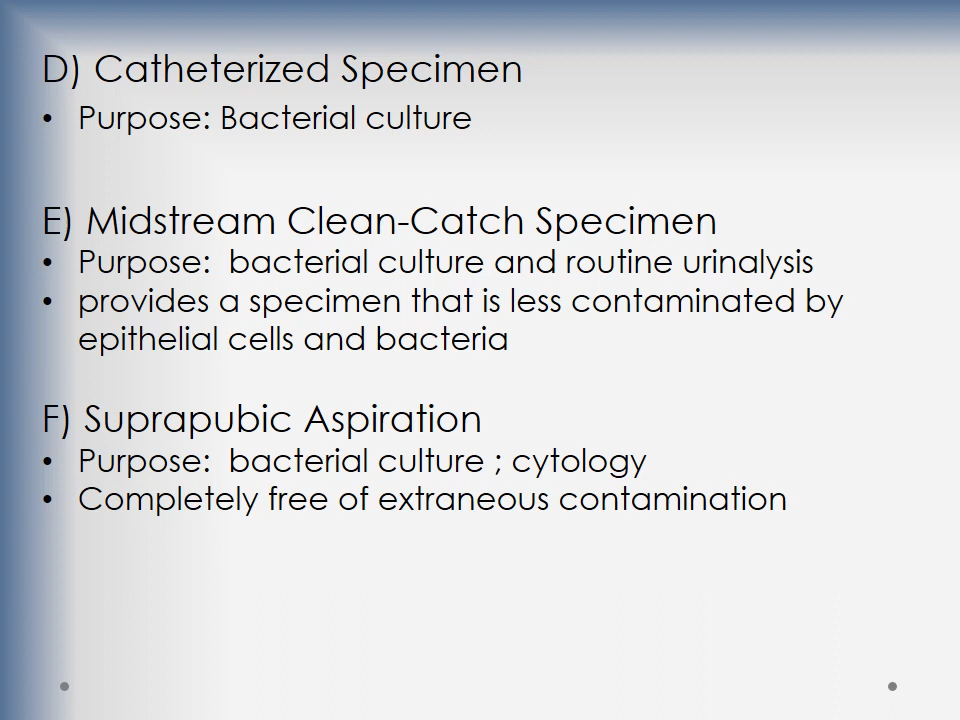 D) Catheterized Specimen
• Purpose: Bacterial culture
E) Midstream Clean-Catch Specimen
• Purpose:  bacterial culture and routine urinalysis
• provides a specimen that is less contaminated by
epithelial cells and bacteria
F) Suprapubic Aspiration
• Purpose:  bacterial culture ; cytology
• Completely free of extraneous contamination